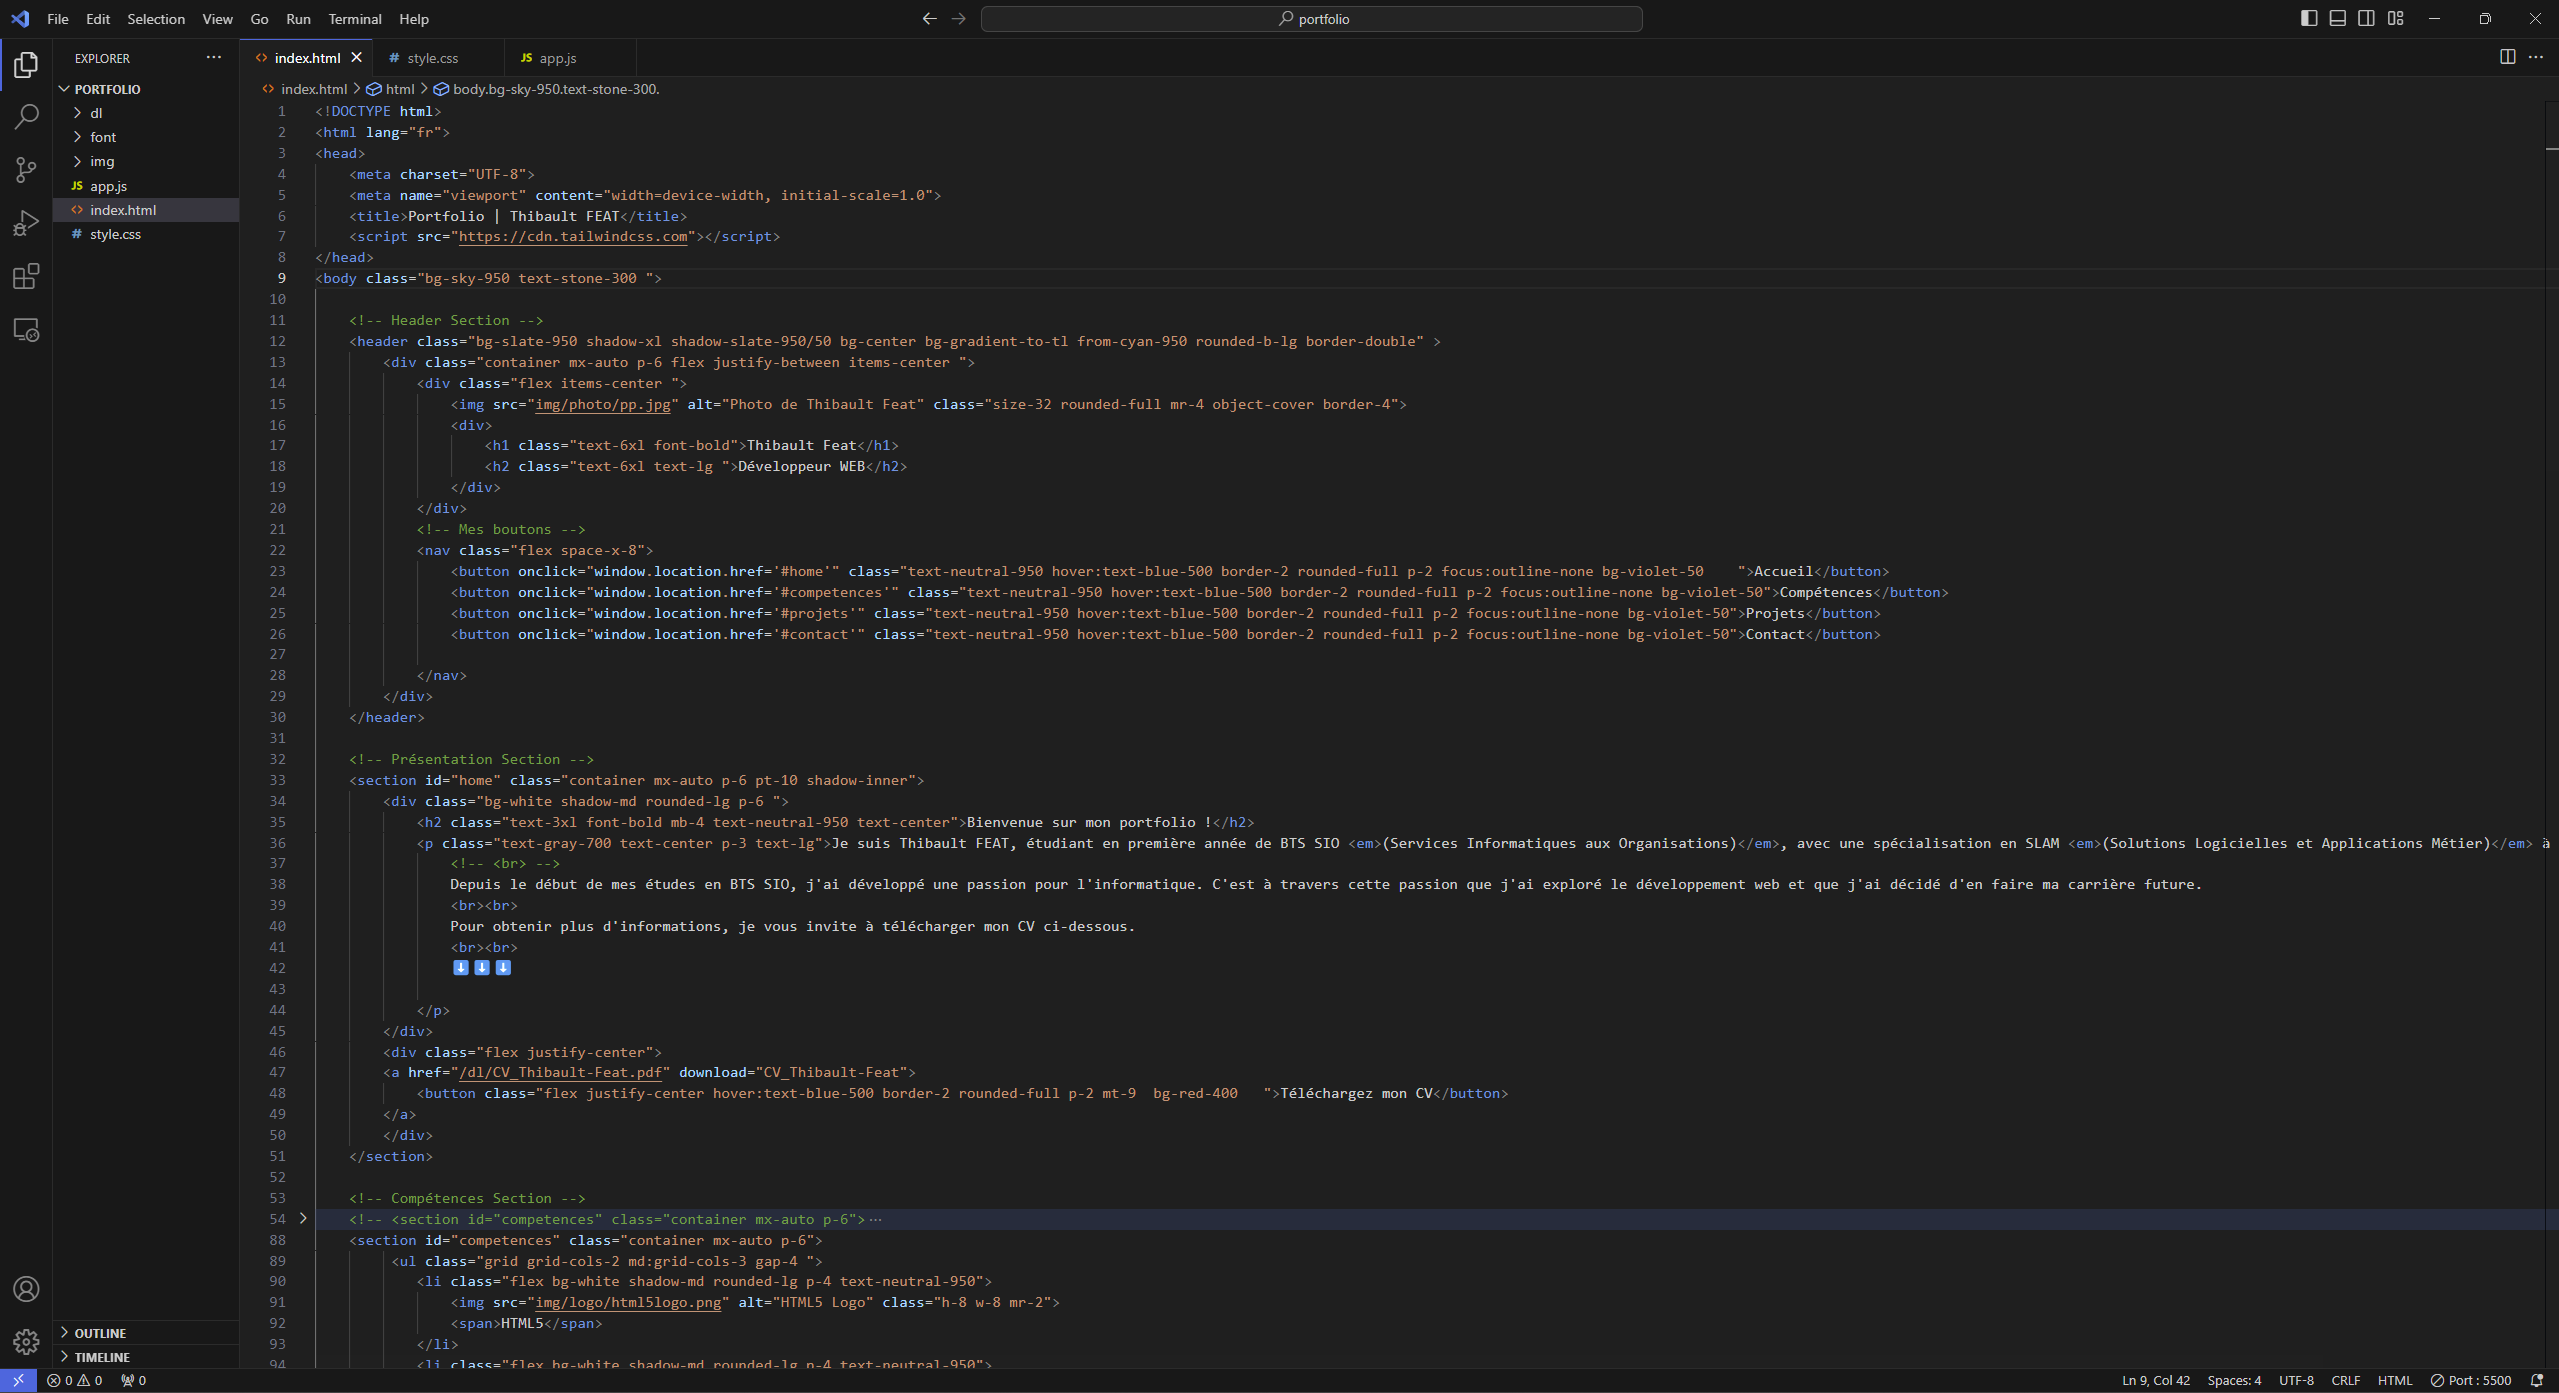 File Edit Selection View Go Run Terminal Help
portfolio
EXPLORER
index.html
style.css
app.js
PORTFOLIO
dl
font
img
app.js
index.html
style.css
OUTLINE
TIMELINE
index.html > html > body.bg-sky-950.text-stone-300.
1 <!DOCTYPE html>
2 <html lang="fr">
3 <head>
4 <meta charset="UTF-8">
5 <meta name="viewport" content="width=device-width, initial-scale=1.0">
6 <title>Portfolio | Thibault FEAT</title>
7 <script src="https://cdn.tailwindcss.com"></script>
8 </head>
9 <body class="bg-sky-950 text-stone-300 ">
10
11 <!-- Header Section -->
12 <header class="bg-slate-950 shadow-xl shadow-slate-950/50 bg-center bg-gradient-to-tl from-cyan-950 rounded-b-lg border-double" >
13 <div class="container mx-auto p-6 flex justify-between items-center ">
14 <div class="flex items-center ">
15 <img src="img/photo/pp.jpg" alt="Photo de Thibault Feat" class="size-32 rounded-full mr-4 object-cover border-4">
16 <div>
17 <h1 class="text-6xl font-bold">Thibault Feat</h1>
18 <h2 class="text-6xl text-lg ">Développeur WEB</h2>
19 </div>
20 </div>
21 <!-- Mes boutons -->
22 <nav class="flex space-x-8">
23 <button onclick="window.location.href='#home'" class="text-neutral-950 hover:text-blue-500 border-2 rounded-full p-2 focus:outline-none bg-violet-50    ">Accueil</button>
24 <button onclick="window.location.href='#competences'" class="text-neutral-950 hover:text-blue-500 border-2 rounded-full p-2 focus:outline-none bg-violet-50">Compétences</button>
25 <button onclick="window.location.href='#projets'" class="text-neutral-950 hover:text-blue-500 border-2 rounded-full p-2 focus:outline-none bg-violet-50">Projets</button>
26 <button onclick="window.location.href='#contact'" class="text-neutral-950 hover:text-blue-500 border-2 rounded-full p-2 focus:outline-none bg-violet-50">Contact</button>
27
28 </nav>
29 </div>
30 </header>
31
32 <!-- Présentation Section -->
33 <section id="home" class="container mx-auto p-6 pt-10 shadow-inner">
34 <div class="bg-white shadow-md rounded-lg p-6 ">
35 <h2 class="text-3xl font-bold mb-4 text-neutral-950 text-center">Bienvenue sur mon portfolio !</h2>
36 <p class="text-gray-700 text-center p-3 text-lg">Je suis Thibault FEAT, étudiant en première année de BTS SIO <em>(Services Informatiques aux Organisations)</em>, avec une spécialisation en SLAM <em>(Solutions Logicielles et Applications Métier)</em> à
37 <!-- <br> -->
38 Depuis le début de mes études en BTS SIO, j'ai développé une passion pour l'informatique. C'est à travers cette passion que j'ai exploré le développement web et que j'ai décidé d'en faire ma carrière future.
39 <br><br>
40 Pour obtenir plus d'informations, je vous invite à télécharger mon CV ci-dessous.
41 <br><br>
42 ⬇️⬇️⬇️
43
44 </p>
45 </div>
46 <div class="flex justify-center">
47 <a href="/dl/CV_Thibault-Feat.pdf" download="CV_Thibault-Feat">
48 <button class="flex justify-center hover:text-blue-500 border-2 rounded-full p-2 mt-9  bg-red-400   ">Téléchargez mon CV</button>
49 </a>
50 </div>
51 </section>
52
53 <!-- Compétences Section -->
54 <!-- <section id="competences" class="container mx-auto p-6">···
88 <section id="competences" class="container mx-auto p-6">
89 <ul class="grid grid-cols-2 md:grid-cols-3 gap-4 ">
90 <li class="flex bg-white shadow-md rounded-lg p-4 text-neutral-950">
91 <img src="img/logo/html5logo.png" alt="HTML5 Logo" class="h-8 w-8 mr-2">
92 <span>HTML5</span>
93 </li>
94 <li class="flex bg-white shadow-md rounded-lg p-4 text-neutral-950">
0 0 0 Ln 9, Col 42 Spaces: 4 UTF-8 CRLF HTML Port : 5500